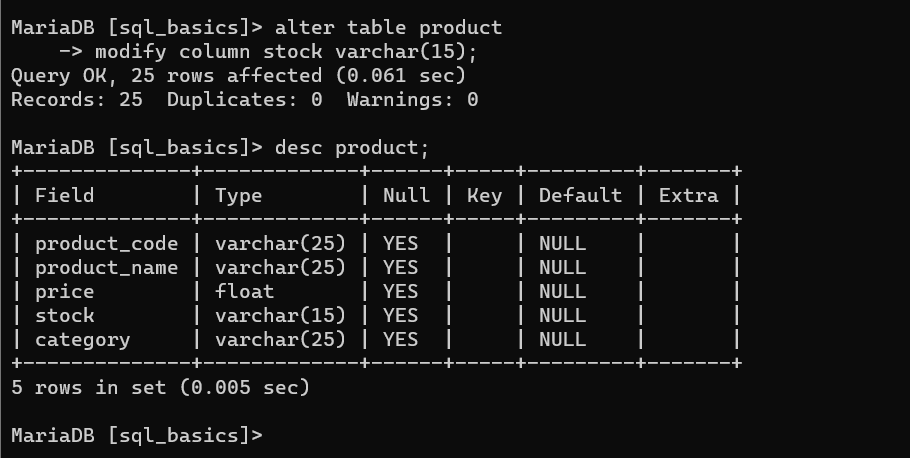 MariaDB [sql_basics]> alter table product
    -> modify column stock varchar(15);
Query OK, 25 rows affected (0.061 sec)
Records: 25  Duplicates: 0  Warnings: 0

MariaDB [sql_basics]> desc product;
+--------------+-------------+------+-----+---------+-------+
| Field        | Type        | Null | Key | Default | Extra |
+--------------+-------------+------+-----+---------+-------+
| product_code | varchar(25) | YES  |     | NULL    |       |
| product_name | varchar(25) | YES  |     | NULL    |       |
| price        | float       | YES  |     | NULL    |       |
| stock        | varchar(15) | YES  |     | NULL    |       |
| category     | varchar(25) | YES  |     | NULL    |       |
+--------------+-------------+------+-----+---------+-------+
5 rows in set (0.005 sec)

MariaDB [sql_basics]>